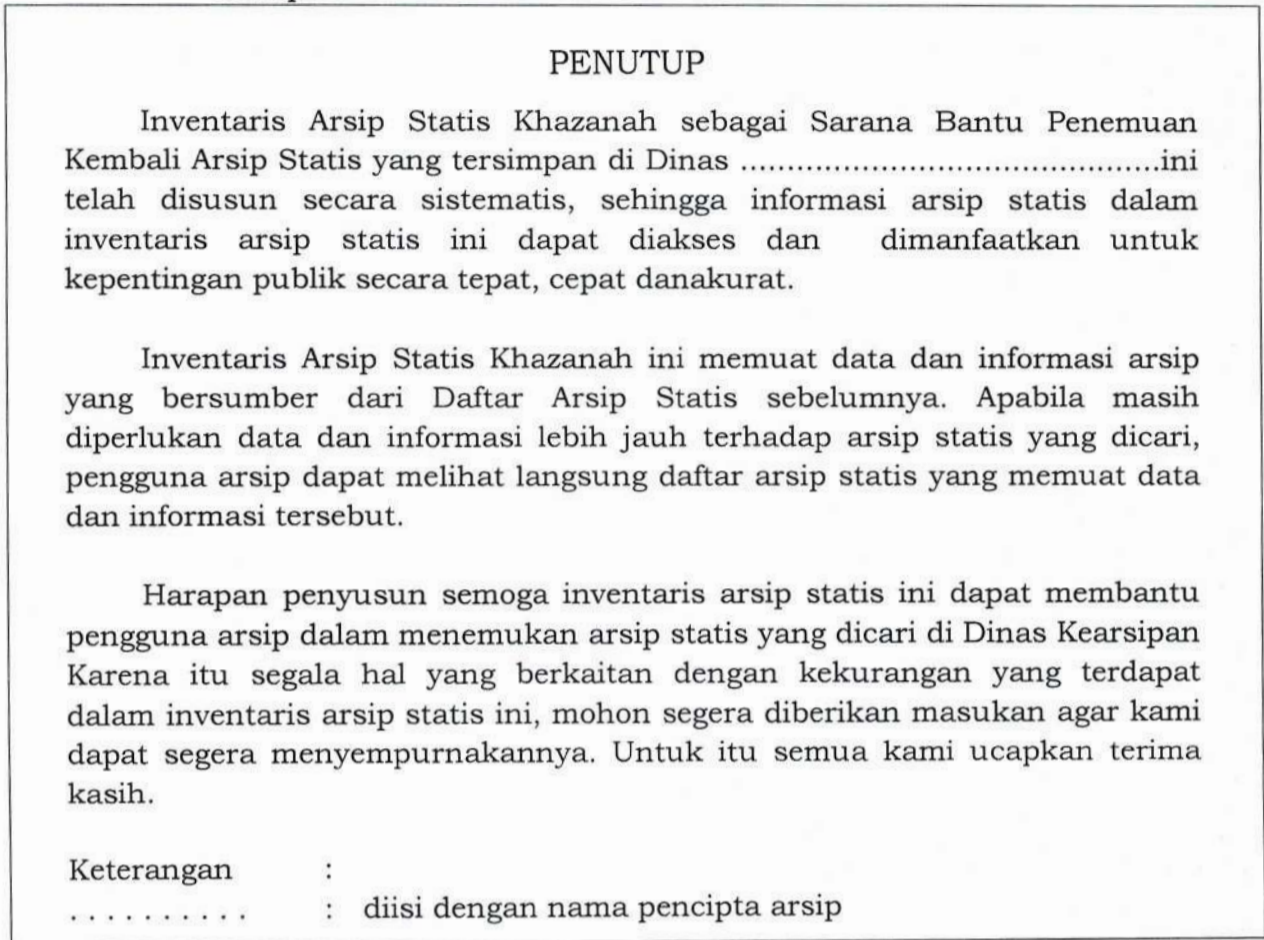 PENUTUP
Inventaris Arsip Statis Khazanah sebagai Sarana Bantu Penemuan
Kembali Arsip Statis yang tersimpan di Dinas .............................................ini
telah disusun secara sistematis, sehingga informasi arsip statis dalam
inventaris arsip statis ini dapat diakses dan dimanfaatkan untuk
kepentingan publik secara tepat, cepat danakurat.
Inventaris Arsip Statis Khazanah ini memuat data dan informasi arsip
yang bersumber dari Daftar Arsip Statis sebelumnya. Apabila masih
diperlukan data dan informasi lebih jauh terhadap arsip statis yang dicari,
pengguna arsip dapat melihat langsung daftar arsip statis yang memuat data
dan informasi tersebut.
Harapan penyusun semoga inventaris arsip statis ini dapat membantu
pengguna arsip dalam menemukan arsip statis yang dicari di Dinas Kearsipan
Karena itu segala hal yang berkaitan dengan kekurangan yang terdapat
dalam inventaris arsip statis ini, mohon segera diberikan masukan agar kami
dapat segera menyempurnakannya. Untuk itu semua kami ucapkan terima
kasih.
Keterangan :
. . . . . . . . . . : diisi dengan nama pencipta arsip